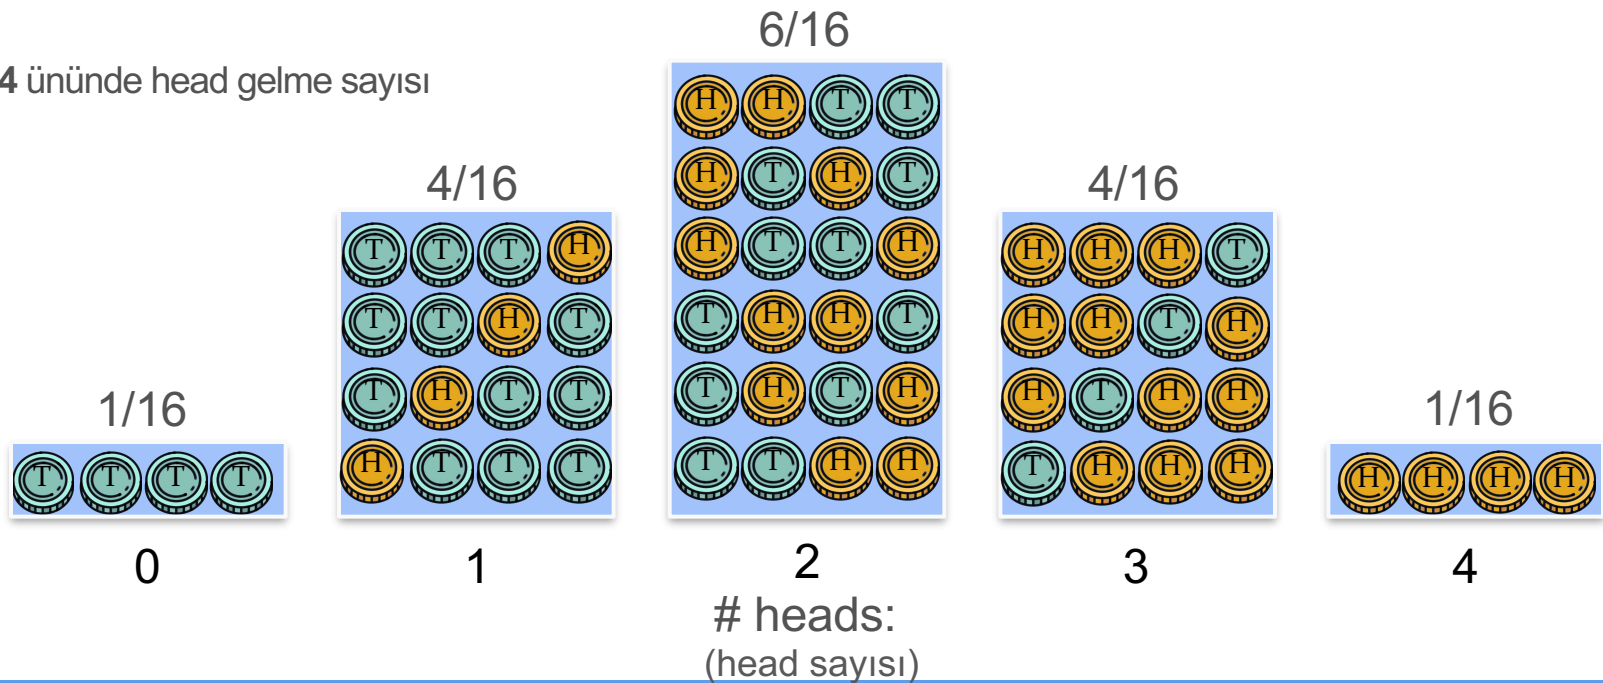 4 ününde head gelme sayısı
6/16
4/16
4/16
1/16
1/16
H H T T
H T H T
H T T H
T H H T
T H T H
T T H H
T T T H
T T H T
T H T T
H T T T
H H H T
H H T H
H T H H
T H H H
T T T T
H H H H
0
1
2
3
4
# heads:
(head sayısı)